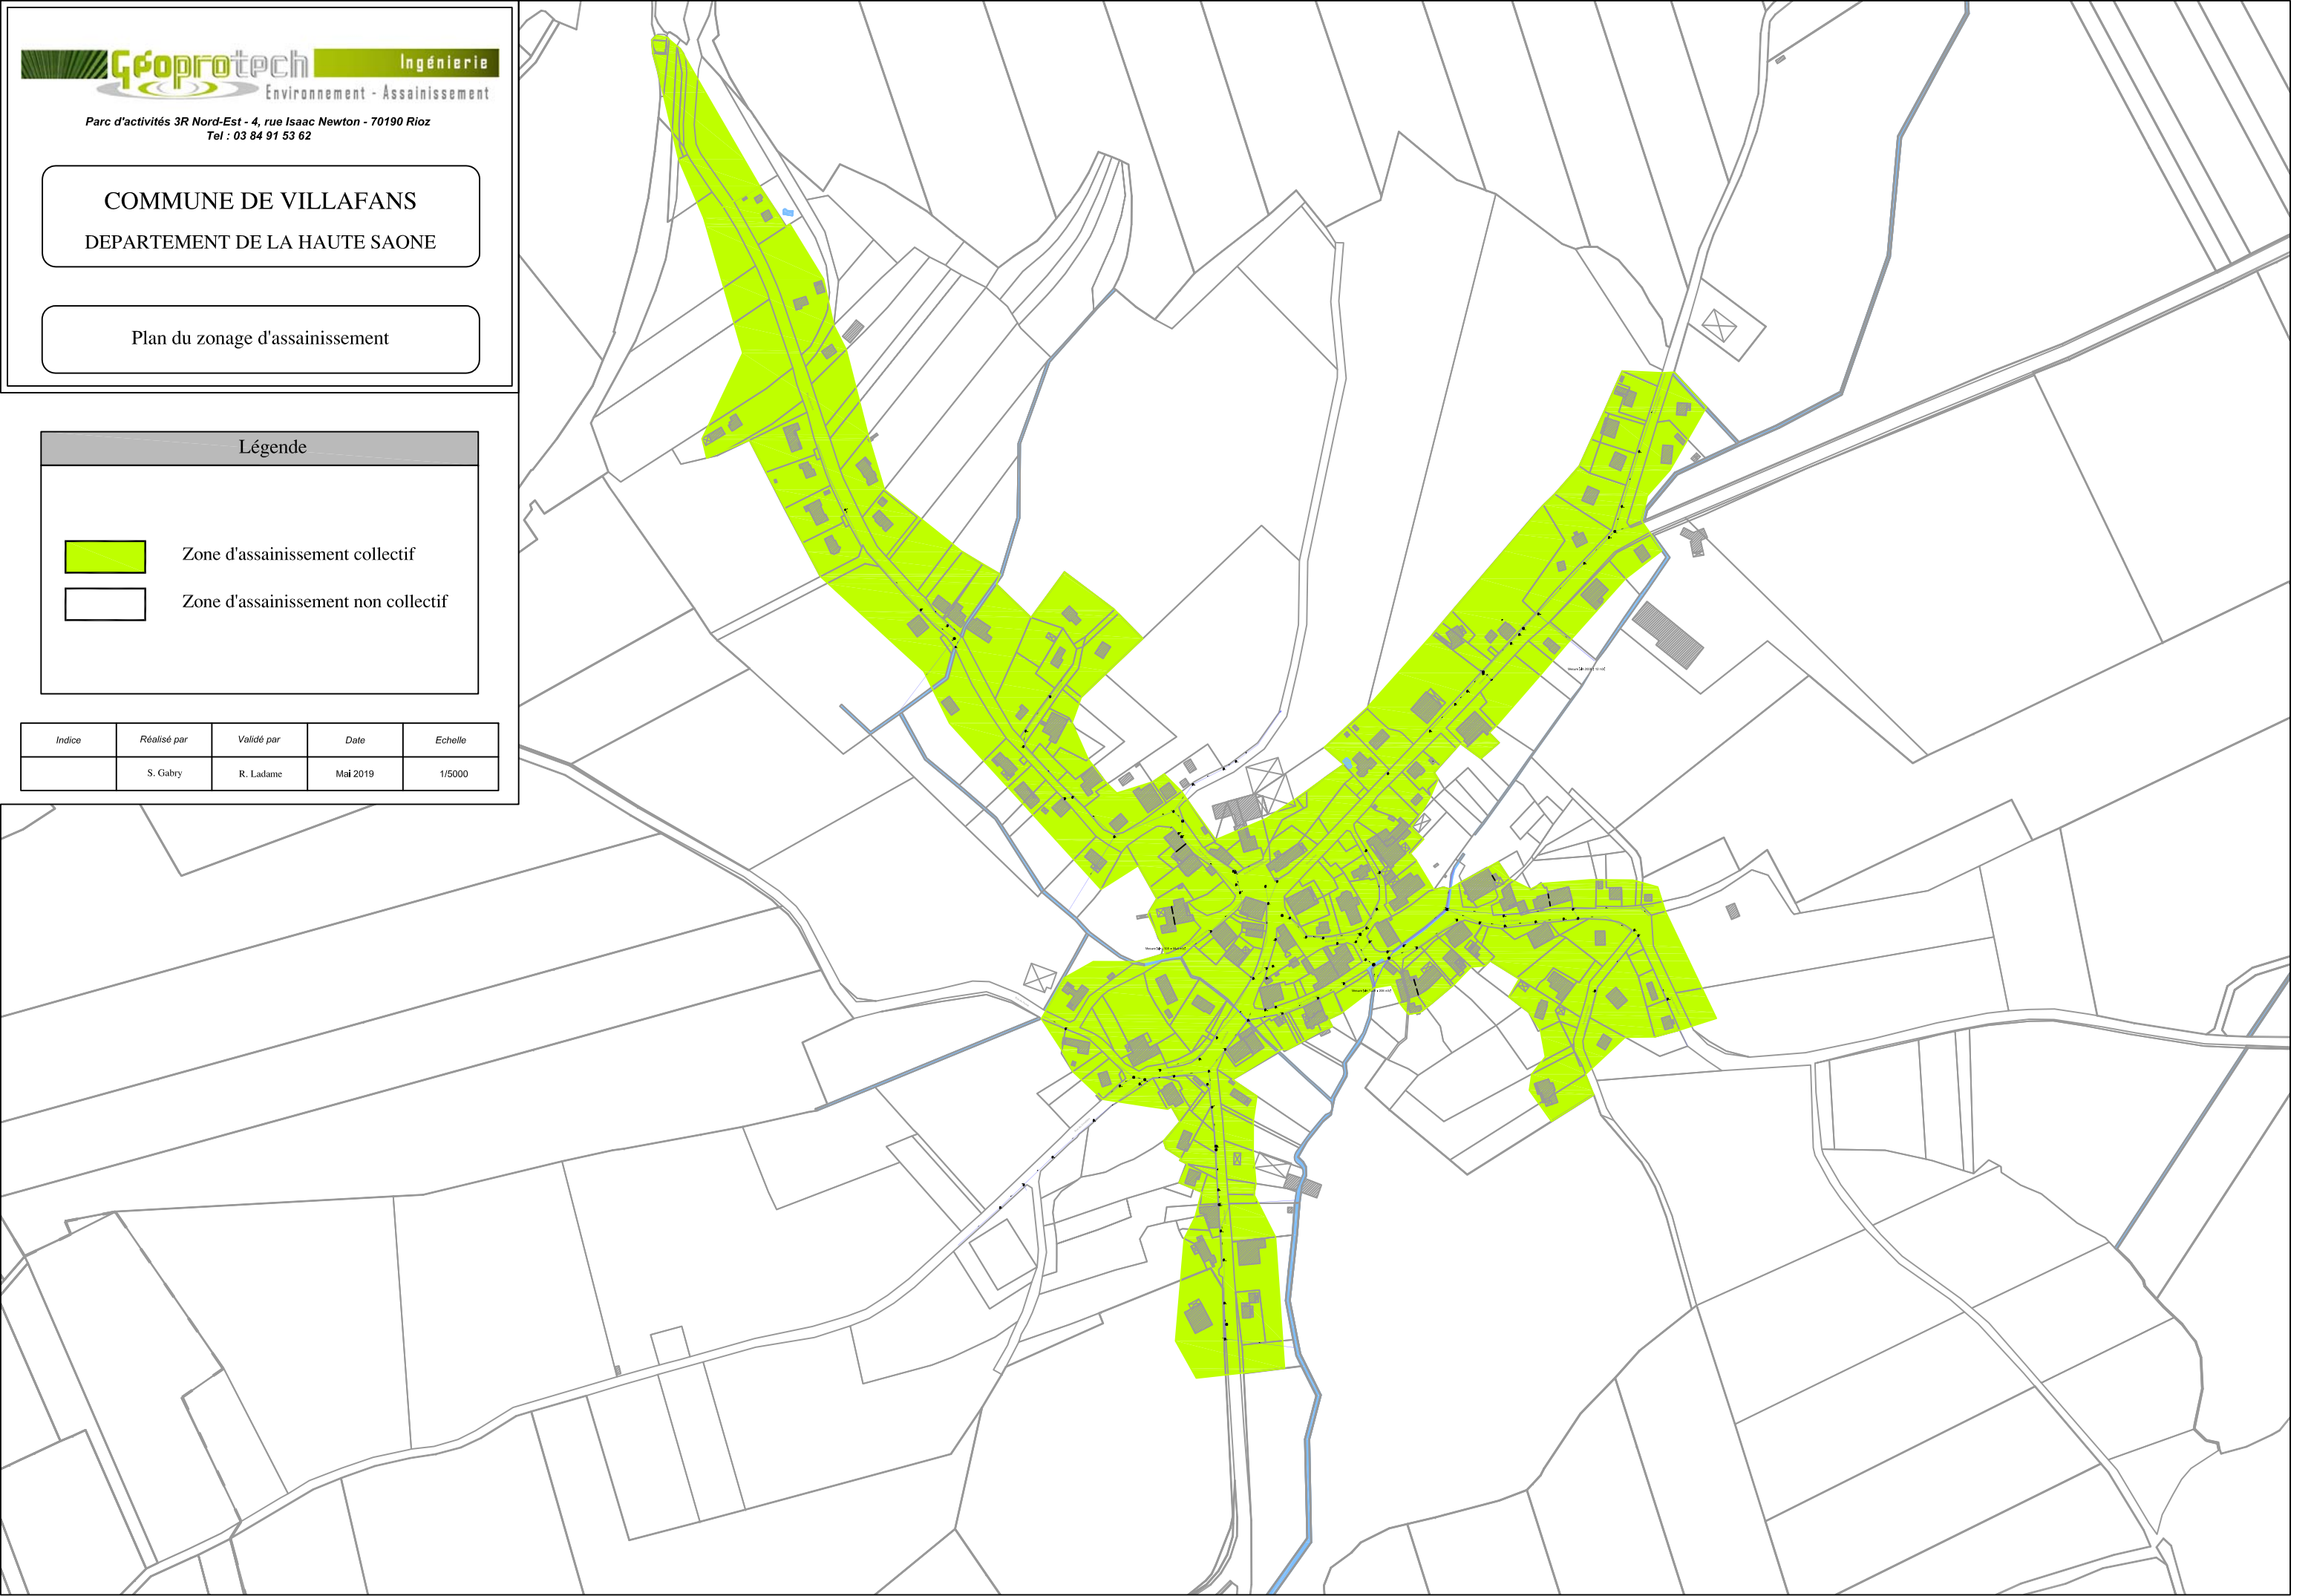 Géoprotech Ingénierie
Environnement - Assainissement
Parc d'activités 3R Nord-Est - 4, rue Isaac Newton - 70190 Rioz
Tel : 03 84 91 53 62
COMMUNE DE VILLAFANS
DEPARTEMENT DE LA HAUTE SAONE
Plan du zonage d'assainissement
Légende
Zone d'assainissement collectif
Zone d'assainissement non collectif
Indice Réalisé par Validé par Date Echelle
S. Gabry R. Ladame Mai 2019 1/5000